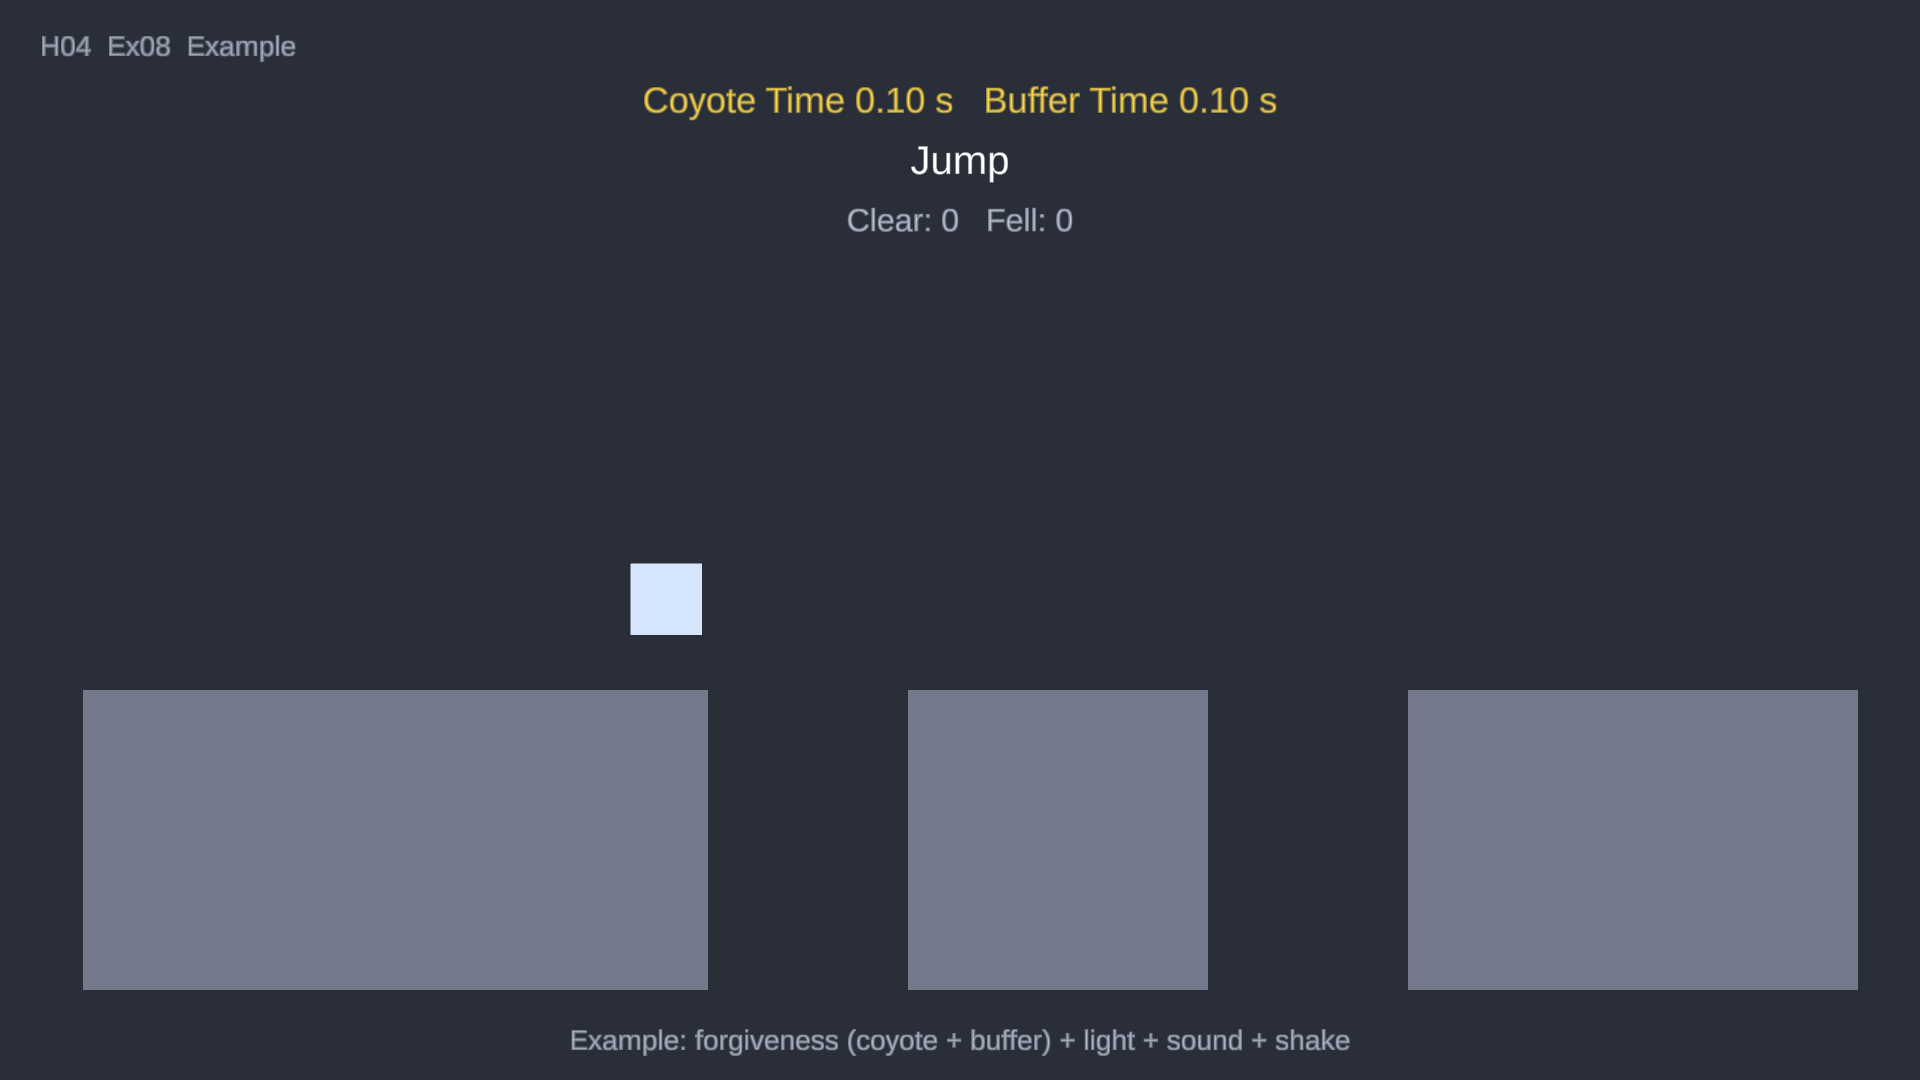 H04 Ex08 Example
Coyote Time 0.10 s Buffer Time 0.10 s
Jump
Clear: 0 Fell: 0
Example: forgiveness (coyote + buffer) + light + sound + shake